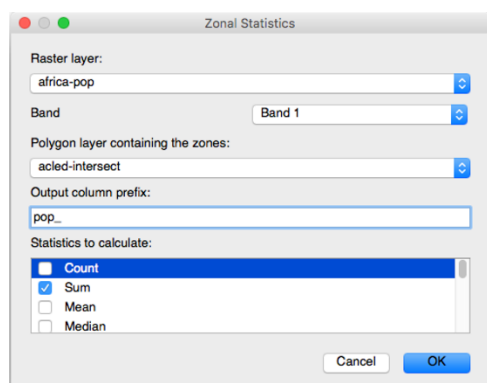 Zonal Statistics
Raster layer:
africa-pop
Band Band 1
Polygon layer containing the zones:
acled-intersect
Output column prefix:
pop_
Statistics to calculate:
Count
Sum
Mean
Median
Cancel OK